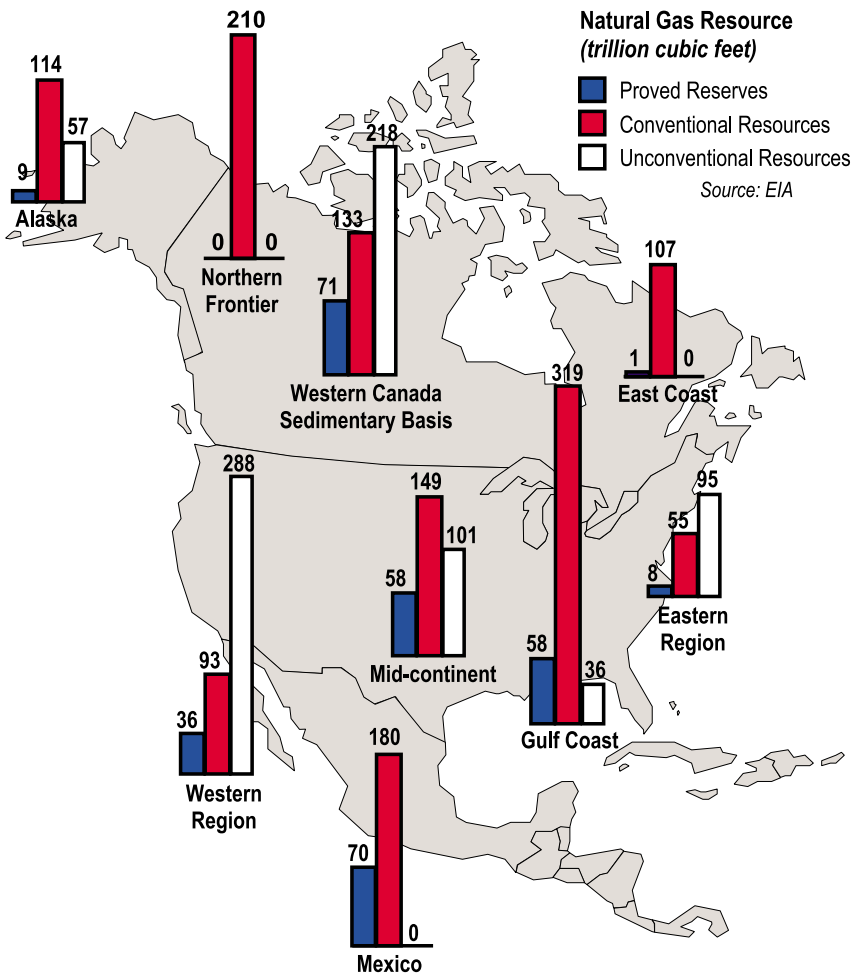 Natural Gas Resource
(trillion cubic feet)
Proved Reserves
Conventional Resources
Unconventional Resources
Source: EIA
9
114
57
Alaska
0
210
0
Northern
Frontier
71
133
218
Western Canada
Sedimentary Basis
1
107
0
East Coast
36
93
288
Western
Region
58
149
101
Mid-continent
58
319
36
Gulf Coast
8
55
95
Eastern
Region
70
180
0
Mexico